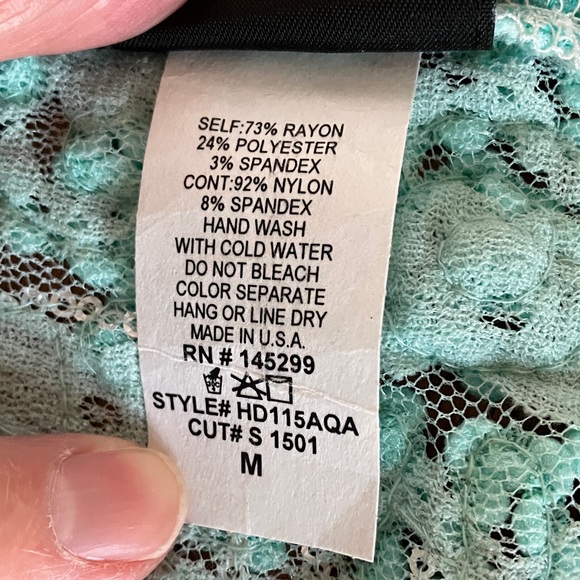 SELF:73% RAYON
24% POLYESTER
3% SPANDEX
CONT:92% NYLON
8% SPANDEX
HAND WASH
WITH COLD WATER
DO NOT BLEACH
COLOR SEPARATE
HANG OR LINE DRY
MADE IN U.S.A.
RN # 145299
STYLE# HD115AQA
CUT# S 1501
M